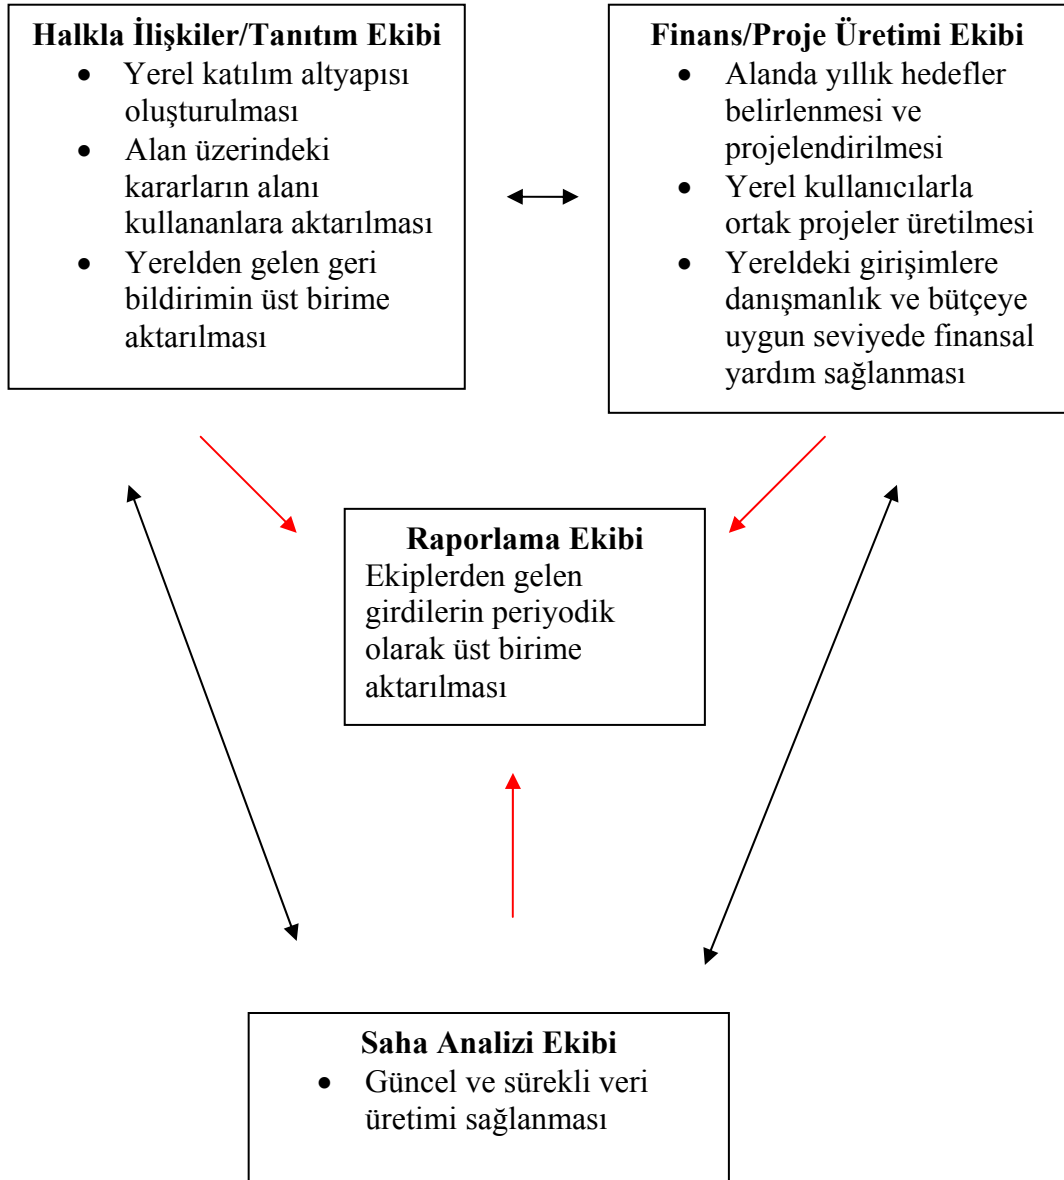 Halkla İlişkiler/Tanıtım Ekibi
• Yerel katılım altyapısı
oluşturulması
• Alan üzerindeki
kararların alanı
kullananlara aktarılması
• Yerelden gelen geri
bildirimin üst birime
aktarılması
Finans/Proje Üretimi Ekibi
• Alanda yıllık hedefler
belirlenmesi ve
projelendirilmesi
• Yerel kullanıcılarla
ortak projeler üretilmesi
• Yereldeki girişimlere
danışmanlık ve bütçeye
uygun seviyede finansal
yardım sağlanması
Raporlama Ekibi
Ekiplerden gelen
girdilerin periyodik
olarak üst birime
aktarılması
Saha Analizi Ekibi
• Güncel ve sürekli veri
üretimi sağlanması